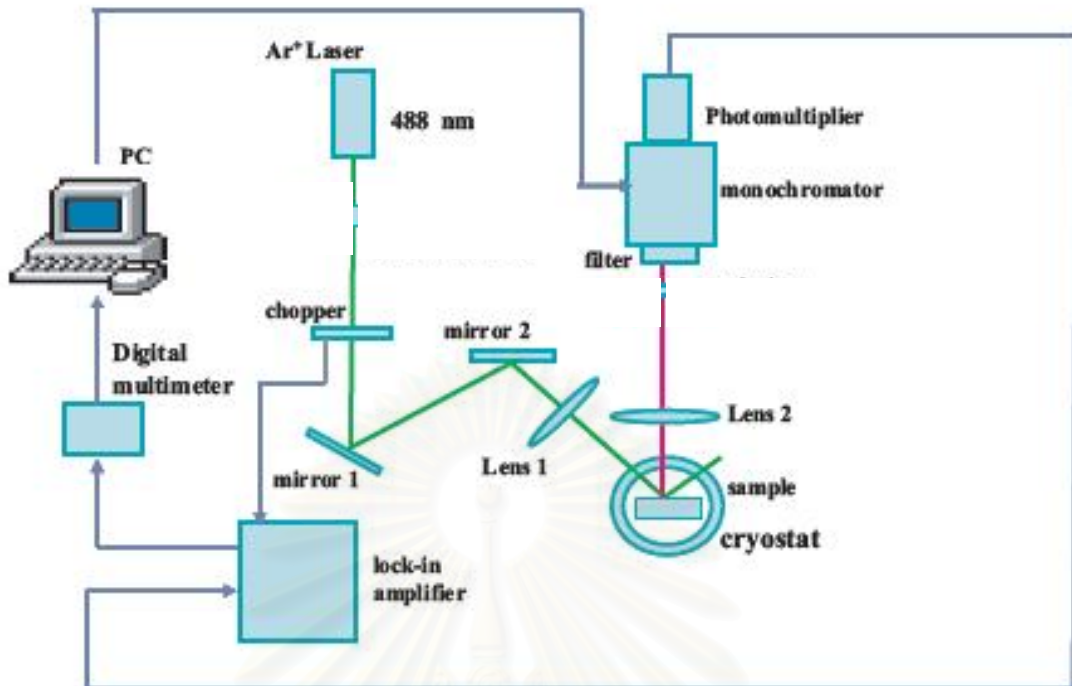 Ar⁺ Laser
488 nm
Photomultiplier
PC
monochromator
filter
chopper
mirror 2
Digital
multimeter
Lens 2
mirror 1
Lens 1
sample
cryostat
lock-in
amplifier